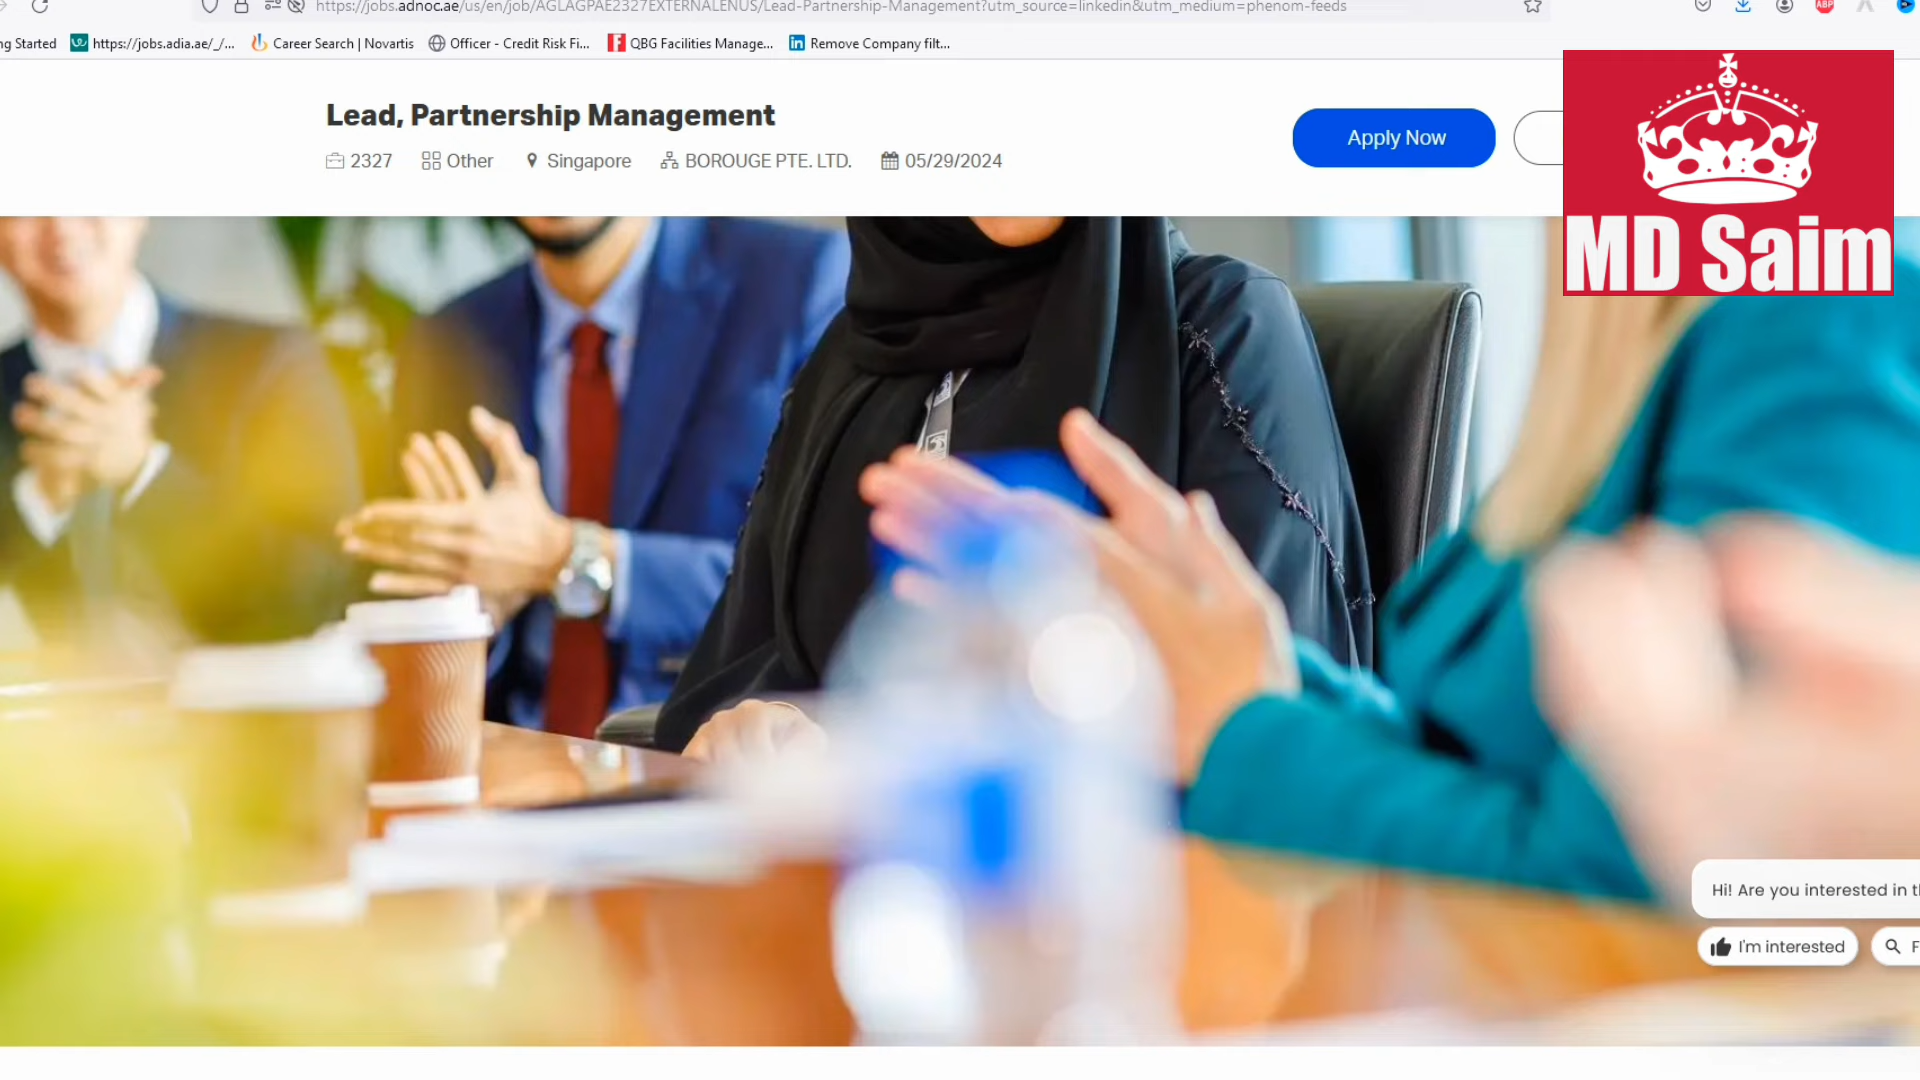 https://jobs.adnoc.ae/us/en/job/AGLAGPAE2327EXTERNALENUS/Lead-Partnership-Management?utm_source=linkedin&utm_medium=phenom-feeds
ABP
ng Started https://jobs.adia.ae/_/... Career Search | Novartis Officer - Credit Risk Fi... QBG Facilities Manage... Remove Company filt...
Lead, Partnership Management
2327 Other Singapore BOROUGE PTE. LTD. 05/29/2024
Apply Now
MD Saim
Hi! Are you interested in t
I'm interested
F